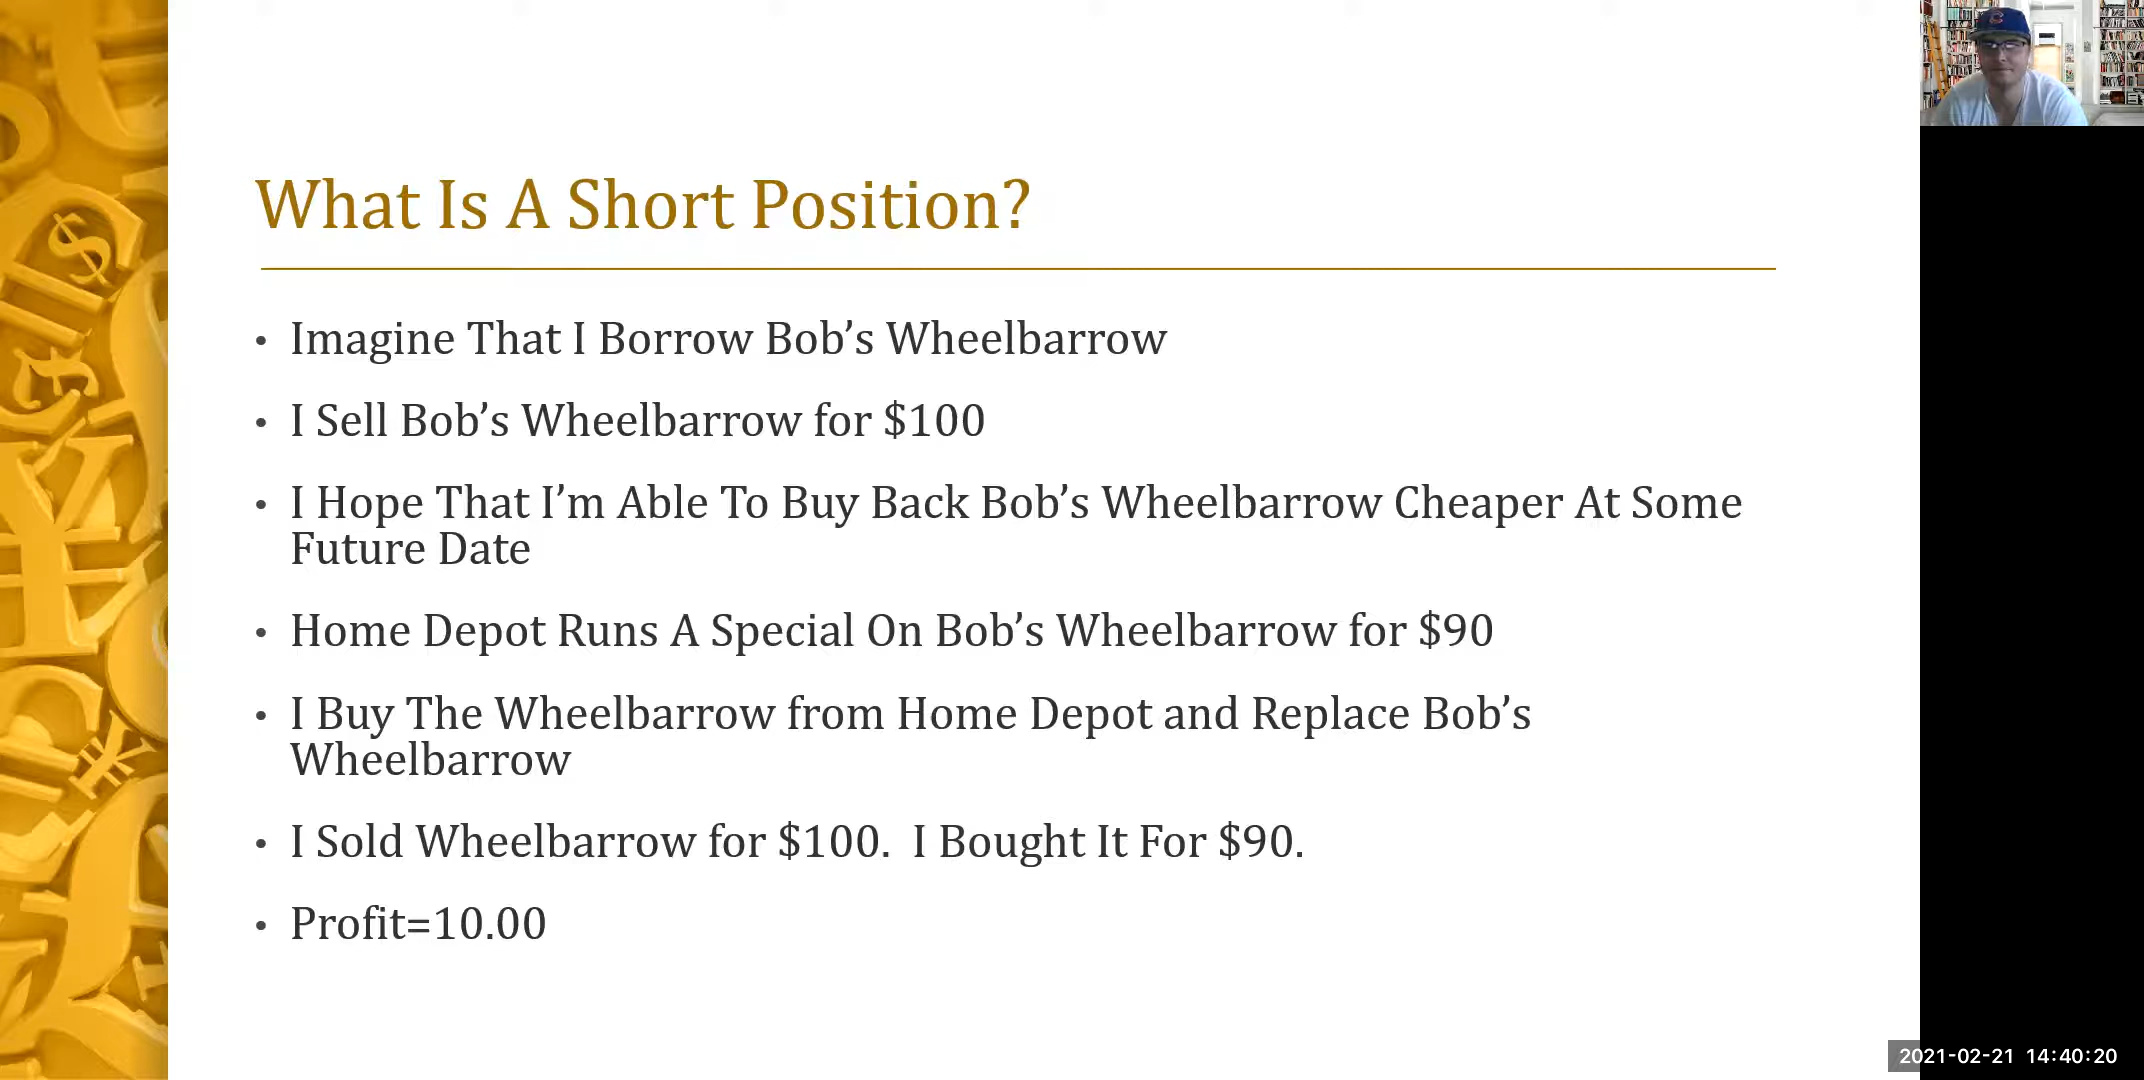 What Is A Short Position?
• Imagine That I Borrow Bob’s Wheelbarrow
• I Sell Bob’s Wheelbarrow for $100
• I Hope That I’m Able To Buy Back Bob’s Wheelbarrow Cheaper At Some
Future Date
• Home Depot Runs A Special On Bob’s Wheelbarrow for $90
• I Buy The Wheelbarrow from Home Depot and Replace Bob’s
Wheelbarrow
• I Sold Wheelbarrow for $100.  I Bought It For $90.
• Profit=10.00
2021-02-21 14:40:20